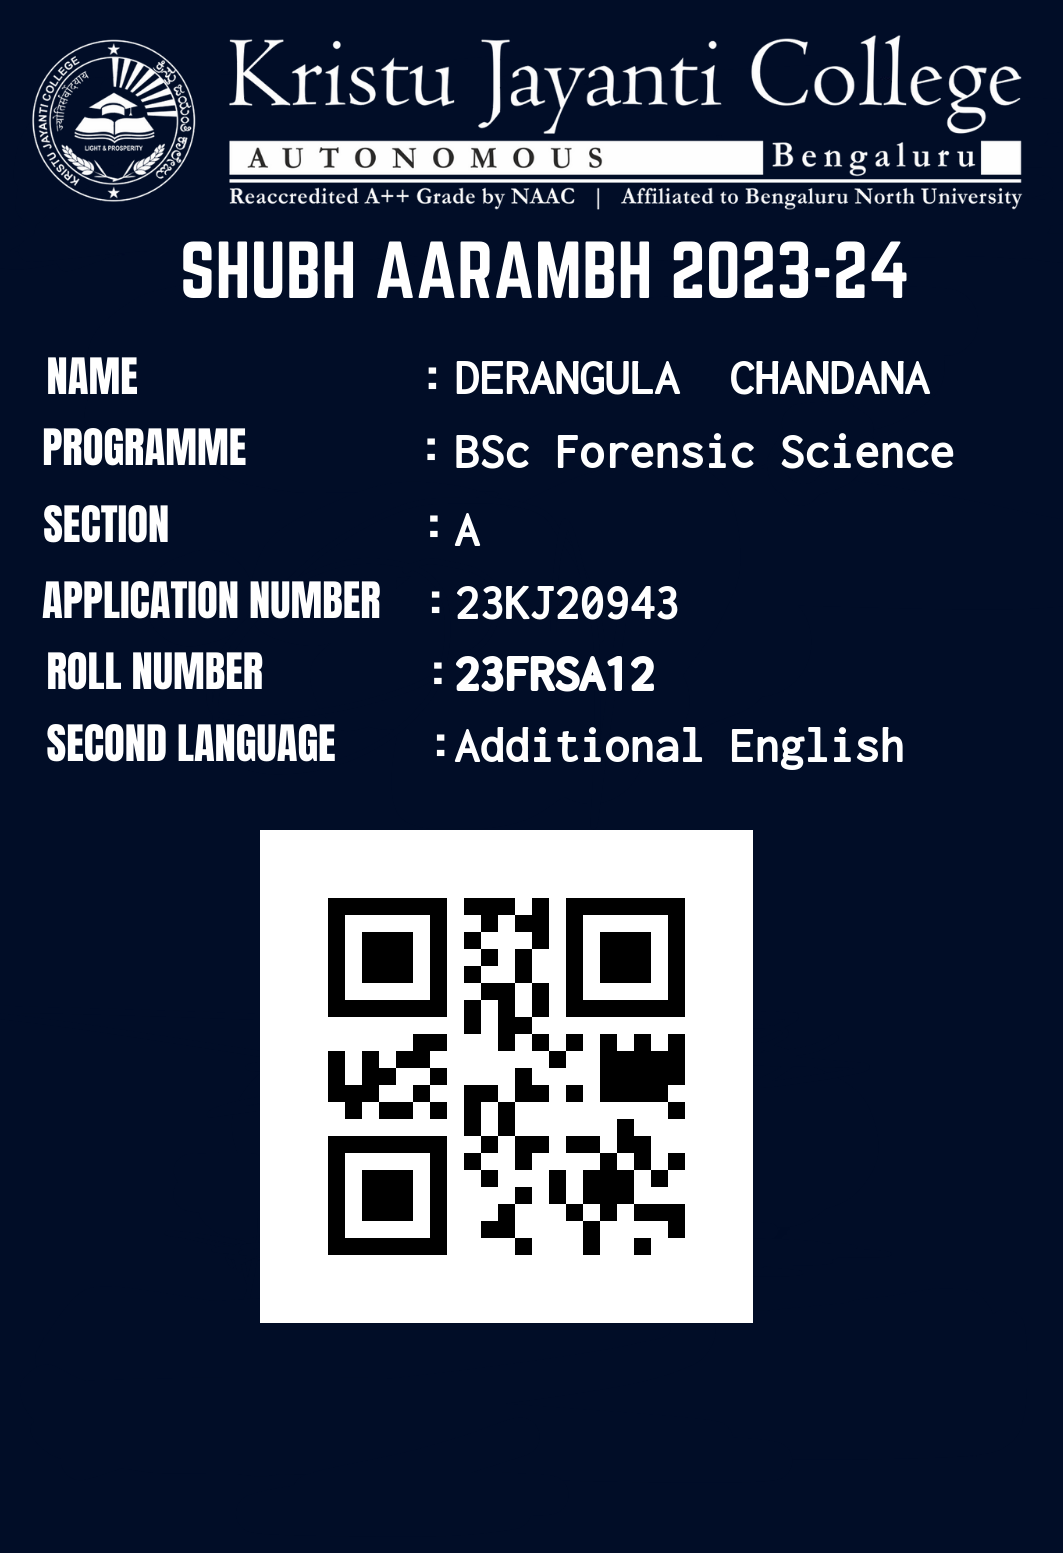 KRISTU JAYANTI COLLEGE
ಕ್ರಿಸ್ತು ಜಯಂತಿ ಕಾಲೇಜು
LIGHT & PROSPERITY
Kristu Jayanti College
AUTONOMOUS Bengaluru
Reaccredited A++ Grade by NAAC | Affiliated to Bengaluru North University
SHUBH AARAMBH 2023-24
NAME : DERANGULA CHANDANA
PROGRAMME : BSc Forensic Science
SECTION : A
APPLICATION NUMBER : 23KJ20943
ROLL NUMBER : 23FRSA12
SECOND LANGUAGE : Additional English